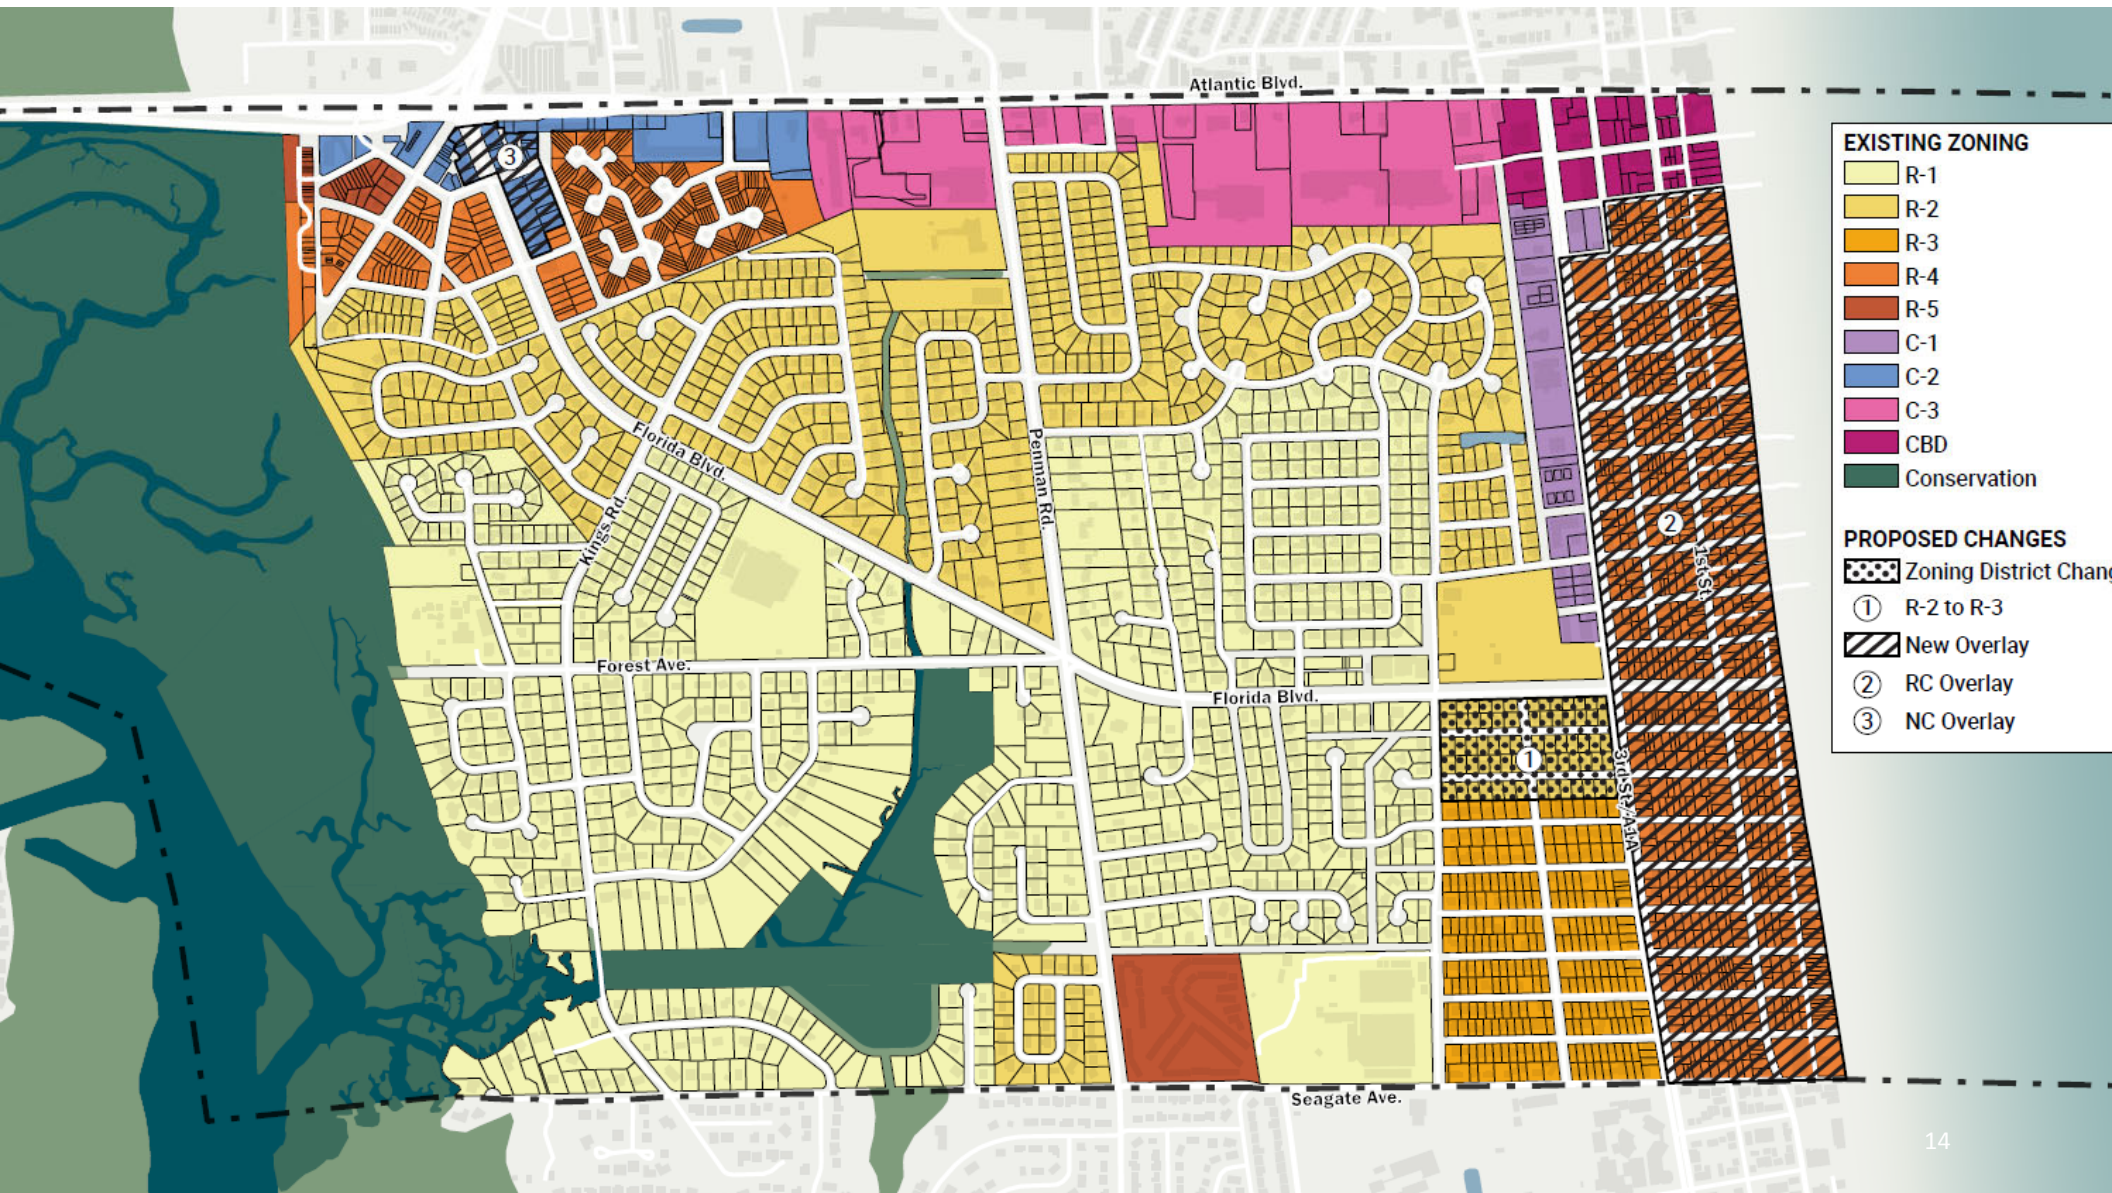 Atlantic Blvd.
3
EXISTING ZONING
R-1
R-2
R-3
R-4
R-5
C-1
C-2
C-3
CBD
Conservation
PROPOSED CHANGES
Zoning District Chang
1 R-2 to R-3
New Overlay
2 RC Overlay
3 NC Overlay
Florida Blvd.
Penman Rd.
Kings Rd.
2
1st St.
Forest Ave.
Florida Blvd.
1
3rd St./A1A
Seagate Ave.
14